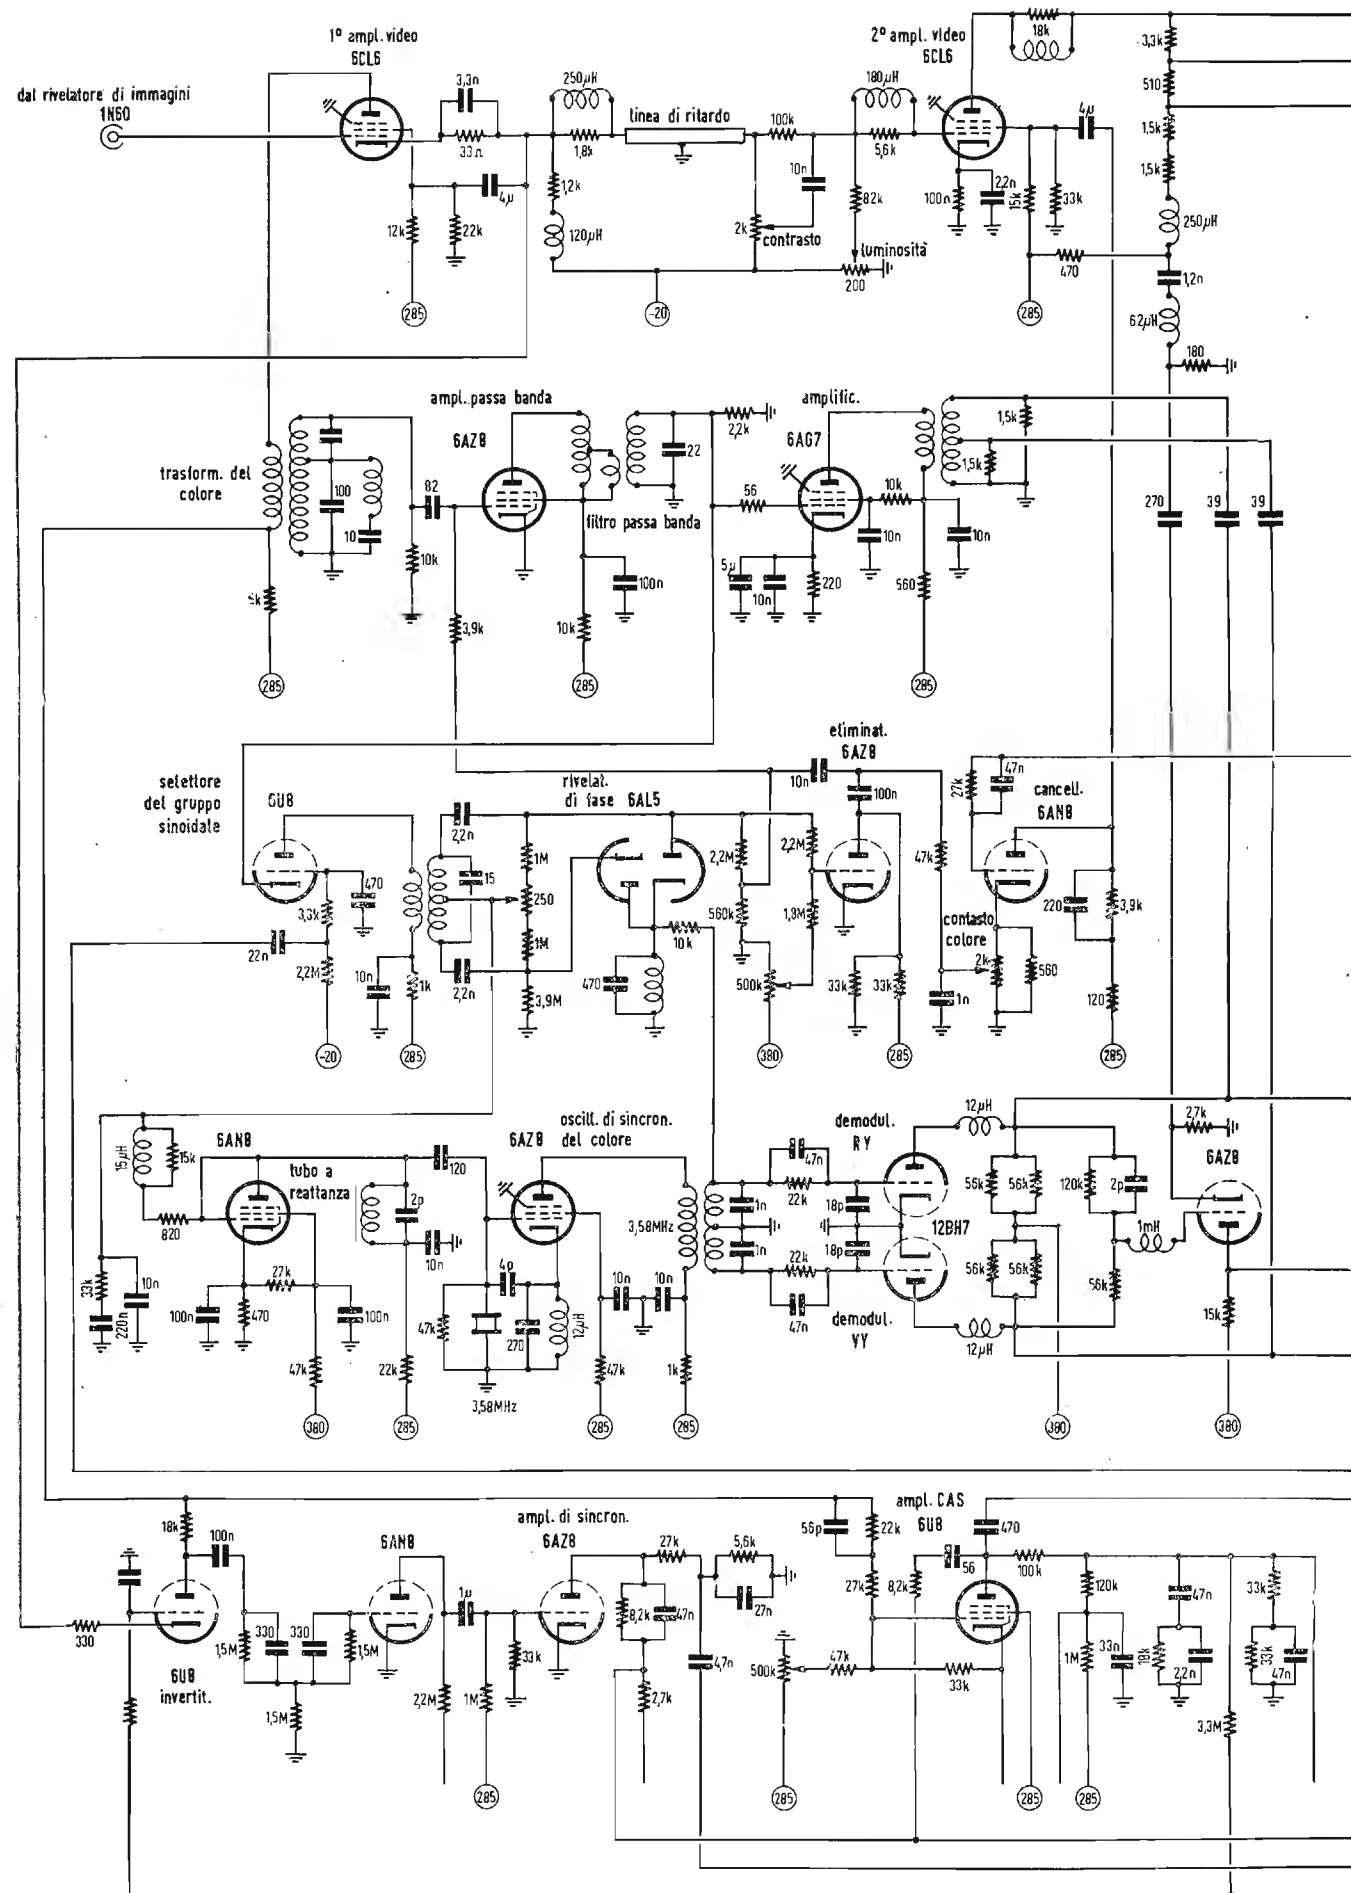 1º ampl. video
6CL6
2º ampl. video
6CL6
dal rivelatore di immagini
1N60
3,3n
33n
4µ
12k
22k
285
250µH
1,8k
1,2k
120µH
linea di ritardo
100k
10n
2k
contrasto
-20
180µH
5,6k
82k
luminosità
200
18k
100n
2,2n
15k
33k
4µ
285
470
3,3k
510
1,5k
1,5k
250µH
1,2n
62µH
180
trasform. del
colore
100
10
285
82
10k
ampl. passa banda
6AZ8
filtro passa banda
22
2,2k
3,9k
10k
100n
285
amplific.
6AG7
56
5µ
10n
220
10n
10k
10n
560
285
1,5k
1,5k
270
39
39
selettore
del gruppo
sinoidate
6U8
470
3,3k
22n
2,2M
-20
10n
1k
285
2,2n
15
2,2n
1M
250
1M
3,9M
rivelat.
di fase 6AL5
10k
470
2,2M
560k
500k
380
10n
2,2M
1,8M
eliminat.
6AZ8
100n
33k
33k
285
47k
1n
27k
47n
cancell.
6AN8
contasto
colore
2k
560
220
3,9k
120
285
15µH
15k
820
33k
10n
220n
6AN8
tubo a
reattanza
100n
470
27k
100n
47k
380
2p
10n
22k
285
120
6AZ8
oscill. di sincron.
del colore
4p
47k
270
12µH
3,58MHz
47k
285
10n
10n
1k
285
3,58MHz
1n
1n
47n
22k
22k
47n
18p
18p
demodul.
RY
12BH7
demodul.
VY
12µH
12µH
56k
56k
56k
56k
380
120k
2p
1mH
56k
2,7k
6AZ8
15k
380
330
18k
100n
6U8
invertit.
1,5M
330
330
1,5M
1,5M
6AN8
2,2M
1µ
1M
285
33k
ampl. di sincron.
6AZ8
8,2k
47n
2,7k
27k
4,7n
5,6k
27n
500k
285
56p
22k
27k
47k
33k
ampl. CAS
6U8
8,2k
56
470
100k
285
120k
1M
33n
285
47n
18k
2,2n
3,3M
33k
33k
47n